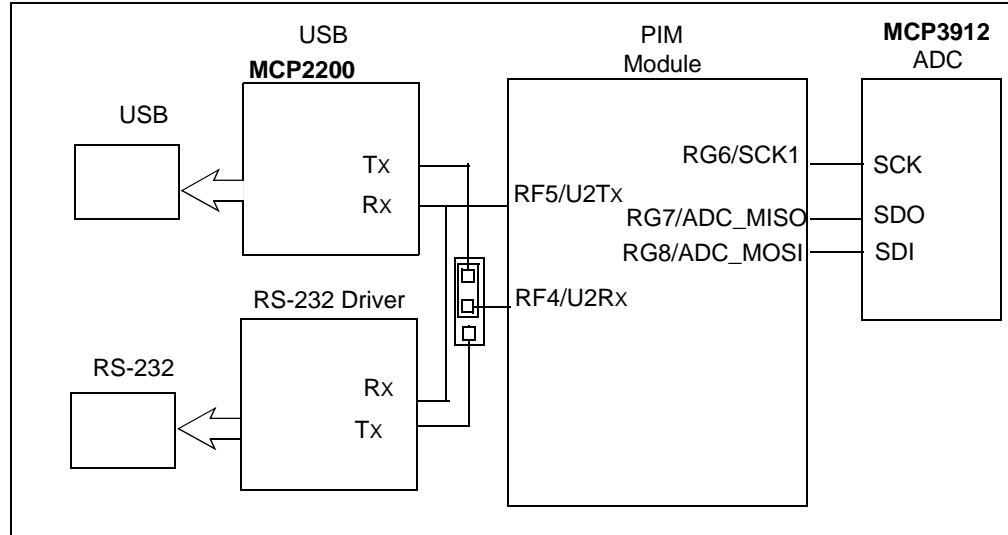 USB
MCP2200
PIM
Module
MCP3912
ADC
USB
Tx
Rx
RF5/U2Tx
RG6/SCK1
RG7/ADC_MISO
RG8/ADC_MOSI
SCK
SDO
SDI
RS-232 Driver
RF4/U2Rx
RS-232
Rx
Tx